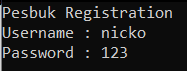 Pesbuk Registration
Username : nicko
Password : 123